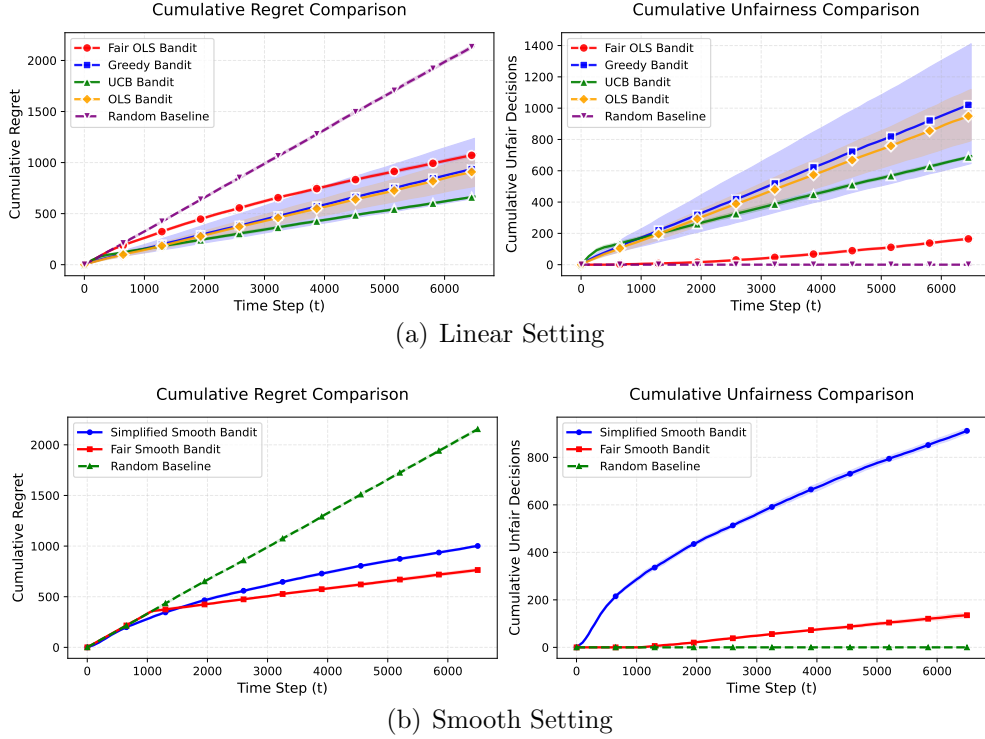 Cumulative Regret Comparison
Cumulative Regret
2000
1500
1000
500
0
Fair OLS Bandit
Greedy Bandit
UCB Bandit
OLS Bandit
Random Baseline
0 1000 2000 3000 4000 5000 6000
Time Step (t)
Cumulative Unfairness Comparison
Cumulative Unfair Decisions
1400
1200
1000
800
600
400
200
0
Fair OLS Bandit
Greedy Bandit
UCB Bandit
OLS Bandit
Random Baseline
0 1000 2000 3000 4000 5000 6000
Time Step (t)
(a) Linear Setting
Cumulative Regret Comparison
Cumulative Regret
2000
1500
1000
500
0
Simplified Smooth Bandit
Fair Smooth Bandit
Random Baseline
0 1000 2000 3000 4000 5000 6000
Time Step (t)
Cumulative Unfairness Comparison
Cumulative Unfair Decisions
800
600
400
200
0
Simplified Smooth Bandit
Fair Smooth Bandit
Random Baseline
0 1000 2000 3000 4000 5000 6000
Time Step (t)
(b) Smooth Setting